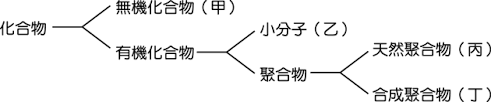 化合物
無機化合物（甲）
有機化合物
小分子（乙）
聚合物
天然聚合物（丙）
合成聚合物（丁）